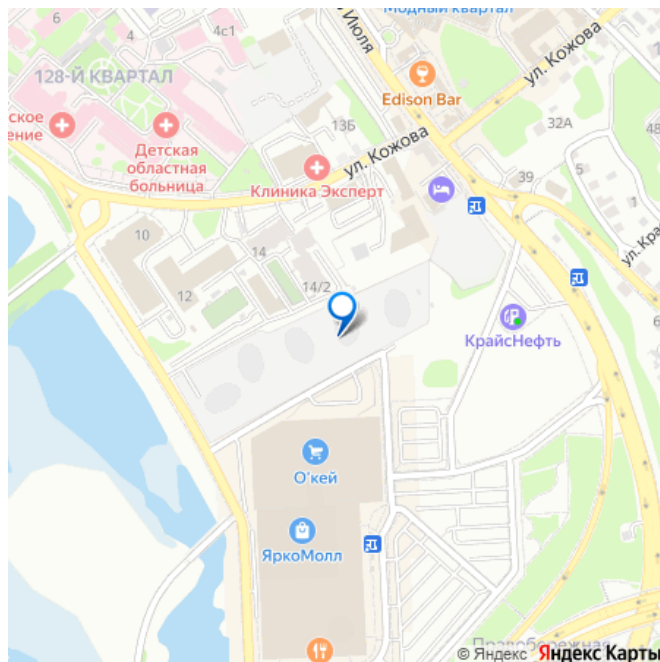 Модный квартал
6
4
4с1
Июля
ул. Кожова
128-Й КВАРТАЛ
Edison Bar
ское
ение
Детская
областная
больница
13Б
ул. Кожова
32А
48
Клиника Эксперт
39
5
1
10
14
12
14/2
ул. Кра
6
КрайсНефть
О'кей
ЯркоМолл
Правобережная
© Яндекс Яндекс Карты